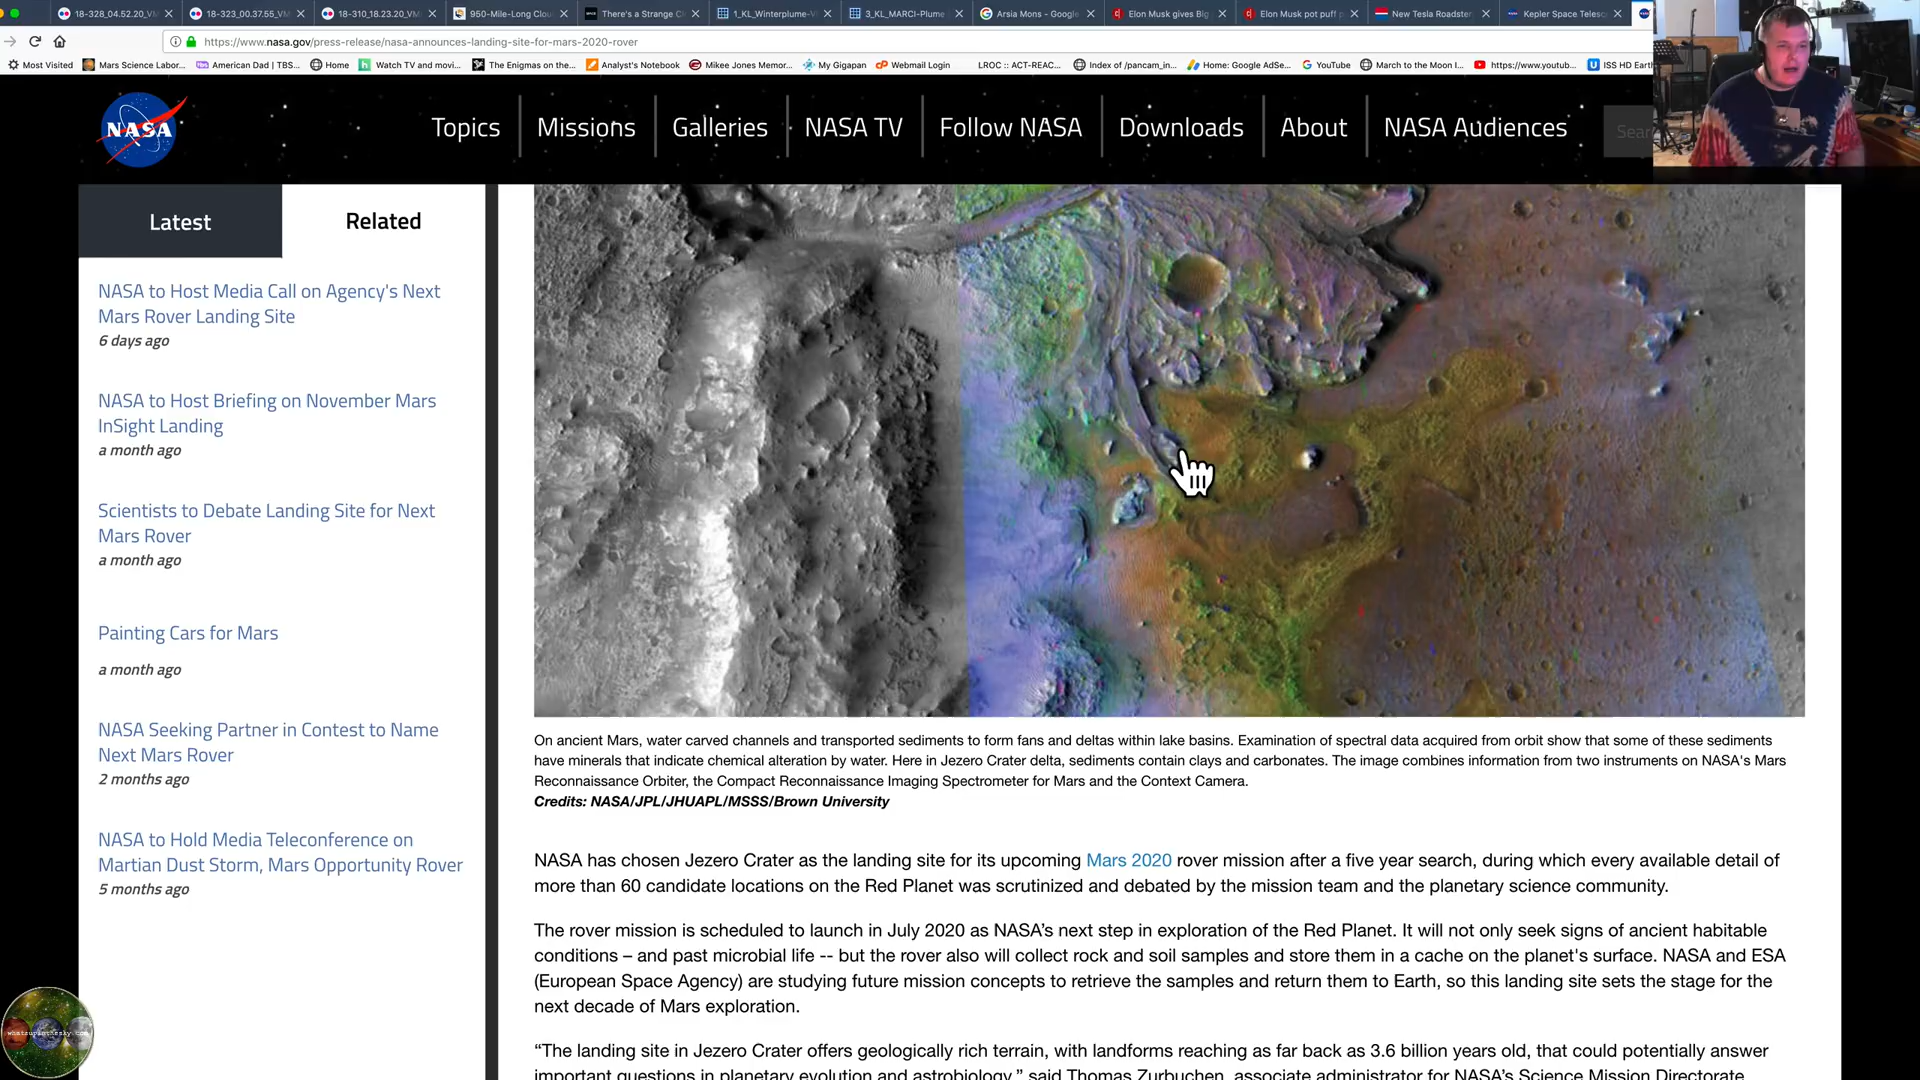 18-328_04.52.20_VM
18-323_00.37.55_VM
18-310_18.23.20_VM
950-Mile-Long Clou
There's a Strange C
1_KL_Winterplume-V
3_KL_MARCI-Plume
Arsia Mons - Google
Elon Musk gives Big
Elon Musk pot puff p
New Tesla Roadster
Kepler Space Telesc
https://www.nasa.gov/press-release/nasa-announces-landing-site-for-mars-2020-rover
Most Visited
Mars Science Labor...
American Dad | TBS...
Home
Watch TV and movi...
The Enigmas on the...
Analyst's Notebook
Mikee Jones Memor...
My Gigapan
Webmail Login
LROC :: ACT-REAC...
Index of /pancam_in...
Home: Google AdSe...
YouTube
March to the Moon I...
https://www.youtub...
ISS HD Eart
NASA
Topics
Missions
Galleries
NASA TV
Follow NASA
Downloads
About
NASA Audiences
Sear
Latest
Related
NASA to Host Media Call on Agency's Next
Mars Rover Landing Site
6 days ago
NASA to Host Briefing on November Mars
InSight Landing
a month ago
Scientists to Debate Landing Site for Next
Mars Rover
a month ago
Painting Cars for Mars
a month ago
NASA Seeking Partner in Contest to Name
Next Mars Rover
2 months ago
NASA to Hold Media Teleconference on
Martian Dust Storm, Mars Opportunity Rover
5 months ago
On ancient Mars, water carved channels and transported sediments to form fans and deltas within lake basins. Examination of spectral data acquired from orbit show that some of these sediments
have minerals that indicate chemical alteration by water. Here in Jezero Crater delta, sediments contain clays and carbonates. The image combines information from two instruments on NASA's Mars
Reconnaissance Orbiter, the Compact Reconnaissance Imaging Spectrometer for Mars and the Context Camera.
Credits: NASA/JPL/JHUAPL/MSSS/Brown University
NASA has chosen Jezero Crater as the landing site for its upcoming Mars 2020 rover mission after a five year search, during which every available detail of
more than 60 candidate locations on the Red Planet was scrutinized and debated by the mission team and the planetary science community.
The rover mission is scheduled to launch in July 2020 as NASA's next step in exploration of the Red Planet. It will not only seek signs of ancient habitable
conditions – and past microbial life -- but the rover also will collect rock and soil samples and store them in a cache on the planet's surface. NASA and ESA
(European Space Agency) are studying future mission concepts to retrieve the samples and return them to Earth, so this landing site sets the stage for the
next decade of Mars exploration.
“The landing site in Jezero Crater offers geologically rich terrain, with landforms reaching as far back as 3.6 billion years old, that could potentially answer
important questions in planetary evolution and astrobiology,” said Thomas Zurbuchen, associate administrator for NASA's Science Mission Directorate
whatsupinthesky.com